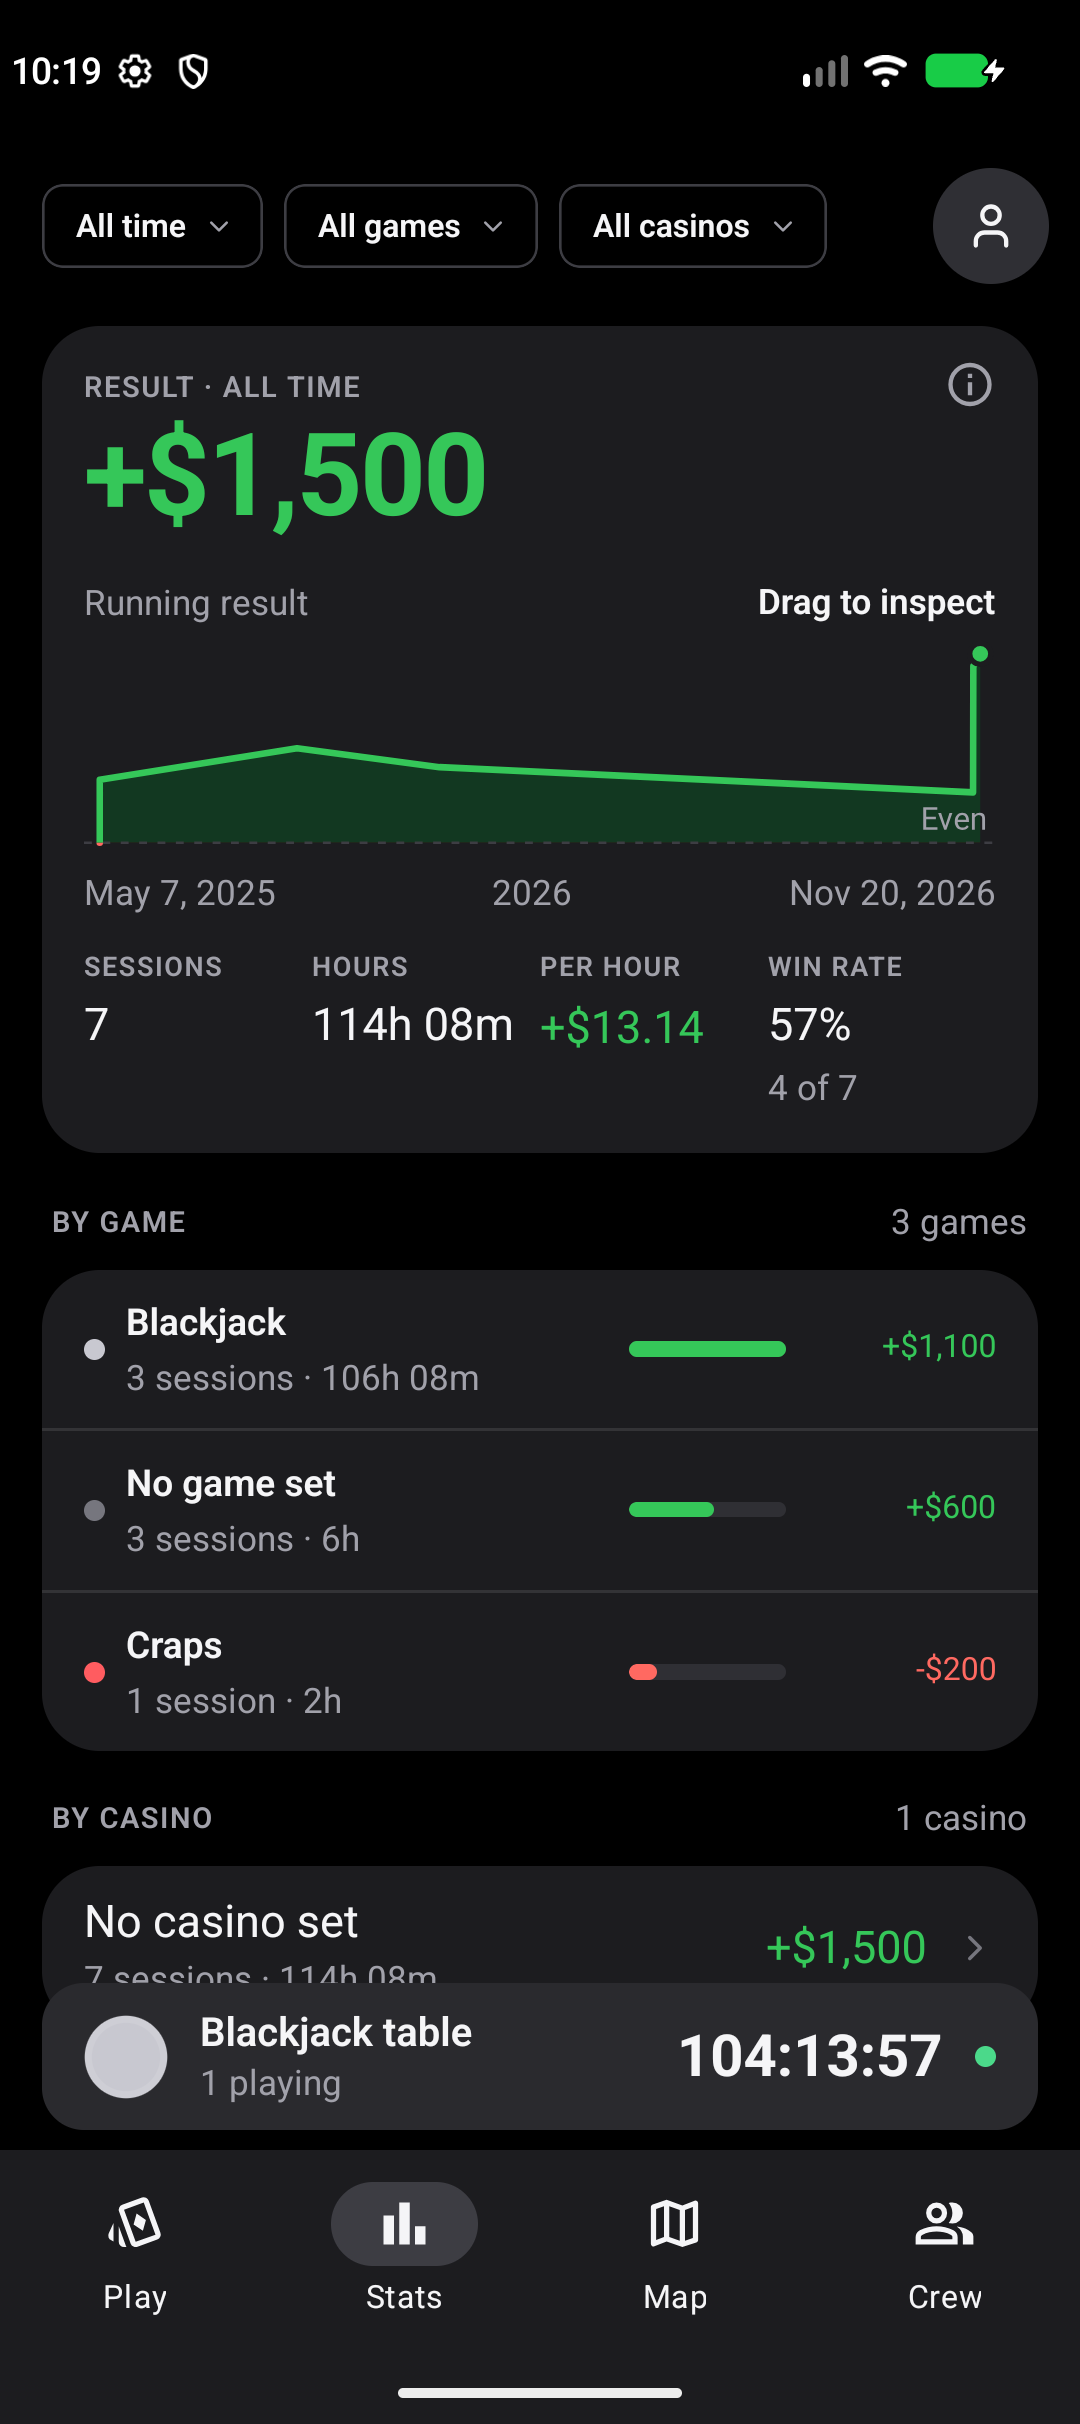 10:19
All time
All games
All casinos
RESULT · ALL TIME
+$1,500
Running result
Drag to inspect
Even
May 7, 2025
2026
Nov 20, 2026
SESSIONS
HOURS
PER HOUR
WIN RATE
7
114h 08m
+$13.14
57%
4 of 7
BY GAME
3 games
Blackjack
3 sessions · 106h 08m
+$1,100
No game set
3 sessions · 6h
+$600
Craps
1 session · 2h
-$200
BY CASINO
1 casino
No casino set
7 sessions · 114h 08m
+$1,500
Blackjack table
1 playing
104:13:57
Play
Stats
Map
Crew